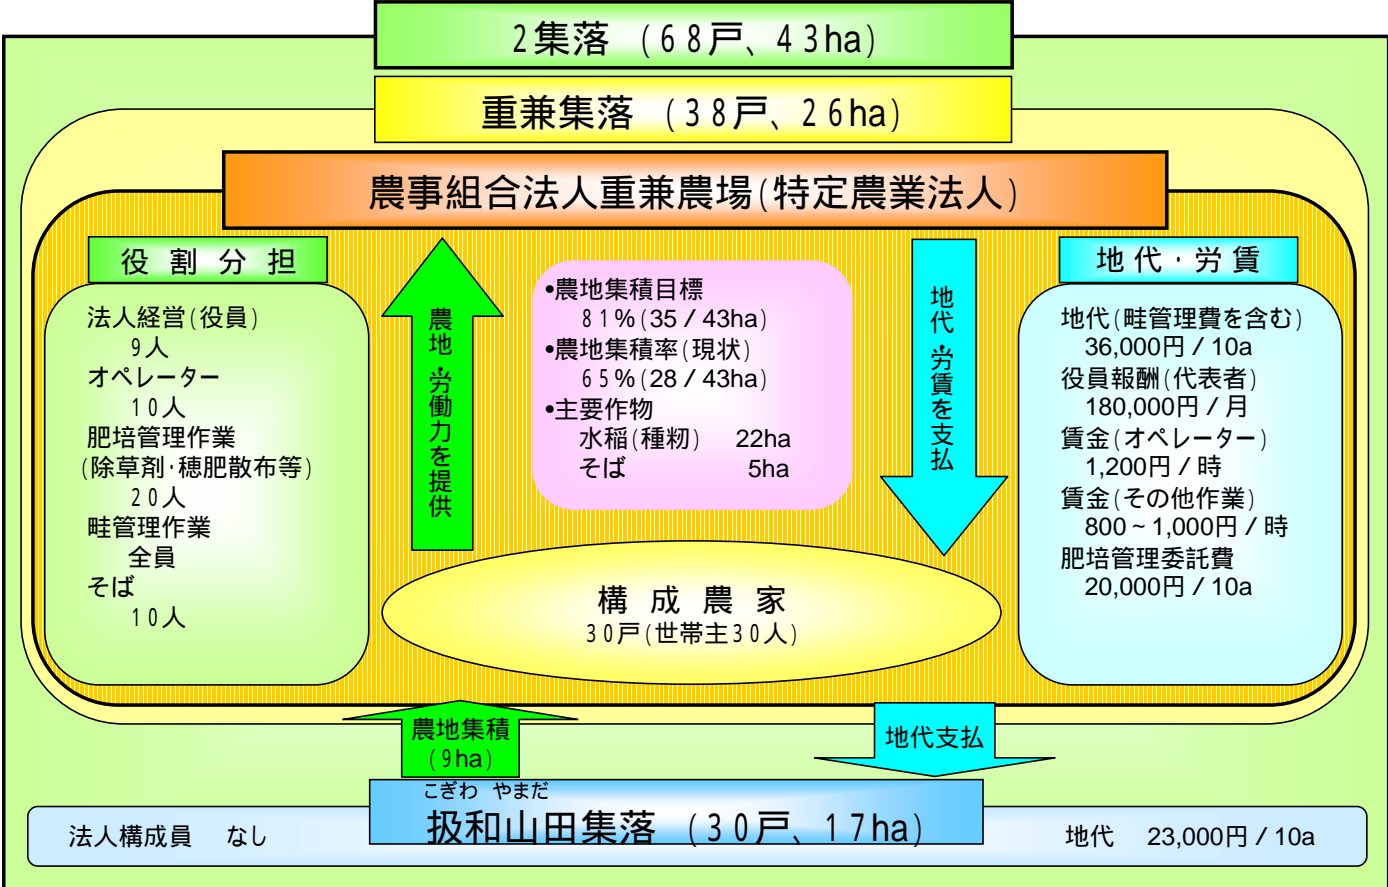 2集落 (68戸、43ha)
重兼集落 (38戸、26ha)
農事組合法人重兼農場(特定農業法人)
役割分担
法人経営(役員)
9人
オペレーター
10人
肥培管理作業
(除草剤・穂肥散布等)
20人
畦管理作業
全員
そば
10人
農地・労働力を提供
•農地集積目標
81%(35/43ha)
•農地集積率(現状)
65%(28/43ha)
•主要作物
水稲(種籾) 22ha
そば 5ha
地代・労賃を支払
地代・労賃
地代(畦管理費を含む)
36,000円/10a
役員報酬(代表者)
180,000円/月
賃金(オペレーター)
1,200円/時
賃金(その他作業)
800~1,000円/時
肥培管理委託費
20,000円/10a
構成農家
30戸(世帯主30人)
農地集積
(9ha)
地代支払
こぎわ やまだ
扱和山田集落 (30戸、17ha)
法人構成員 なし
地代 23,000円/10a